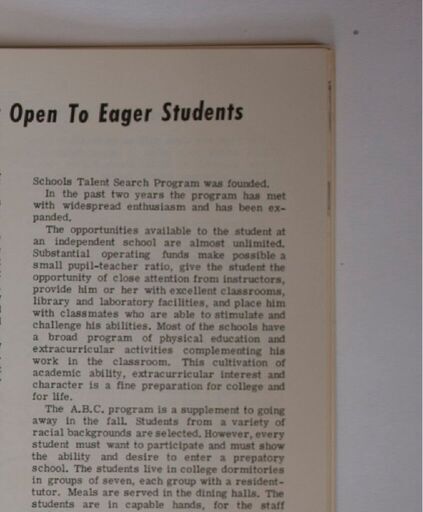 Open To Eager Students
Schools Talent Search Program was founded.
In the past two years the program has met
with widespread enthusiasm and has been ex-
panded.
The opportunities available to the student at
an independent school are almost unlimited.
Substantial operating funds make possible a
small pupil-teacher ratio, give the student the
opportunity of close attention from instructors,
provide him or her with excellent classrooms,
library and laboratory facilities, and place him
with classmates who are able to stimulate and
challenge his abilities. Most of the schools have
a broad program of physical education and
extracurricular activities complementing his
work in the classroom. This cultivation of
academic ability, extracurricular interest and
character is a fine preparation for college and
for life.
The A.B.C. program is a supplement to going
away in the fall. Students from a variety of
racial backgrounds are selected. However, every
student must want to participate and must show
the ability and desire to enter a prepatory
school. The students live in college dormitories
in groups of seven, each group with a resident-
tutor. Meals are served in the dining halls. The
students are in capable hands, for the staff